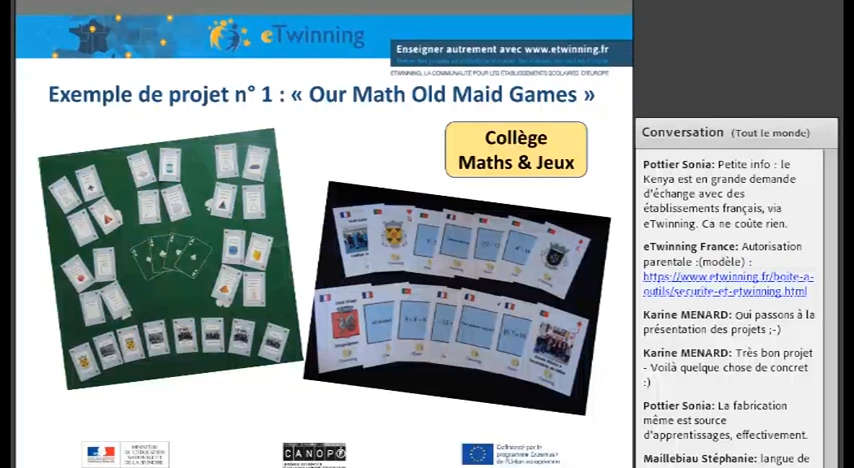 eTwinning
Enseigner autrement avec www.etwinning.fr
ETWINNING, LA COMMUNAUTÉ POUR LES ÉTABLISSEMENTS SCOLAIRES D'EUROPE
Exemple de projet n° 1 : « Our Math Old Maid Games »
Collège
Maths & Jeux
MINISTÈRE
DE L'ÉDUCATION
NATIONALE ET
DE LA JEUNESSE
CANOPÉ
Cofinancé par le
programme Erasmus+
de l'Union européenne
Conversation (Tout le monde)
Pottier Sonia: Petite info : le
Kenya est en grande demande
d'échange avec des
établissements français, via
eTwinning. Ca ne coûte rien.
eTwinning France: Autorisation
parentale :(modèle) :
https://www.etwinning.fr/boite-a-
outils/securite-et-etwinning.html
Karine MENARD: Oui passons à la
présentation des projets ;-)
Karine MENARD: Très bon projet
- Voilà quelque chose de concret
:)
Pottier Sonia: La fabrication
même est source
d'apprentissages, effectivement.
Maillebiau Stéphanie: langue de